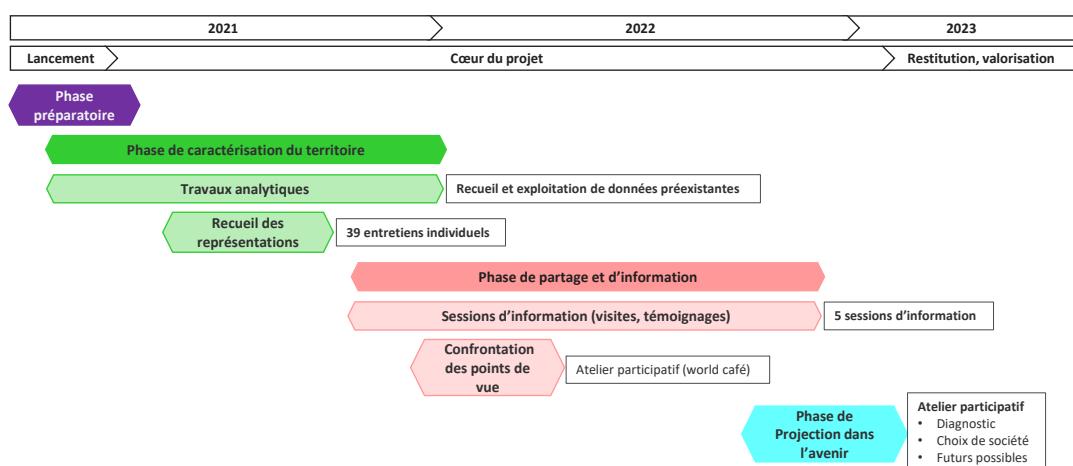 2021
2022
2023
Lancement
Cœur du projet
Restitution, valorisation
Phase
préparatoire
Phase de caractérisation du territoire
Travaux analytiques
Recueil et exploitation de données préexistantes
Recueil des
représentations
39 entretiens individuels
Phase de partage et d’information
Sessions d’information (visites, témoignages)
5 sessions d’information
Confrontation
des points de
vue
Atelier participatif (world café)
Phase de
Projection dans
l’avenir
Atelier participatif
• Diagnostic
• Choix de société
• Futurs possibles